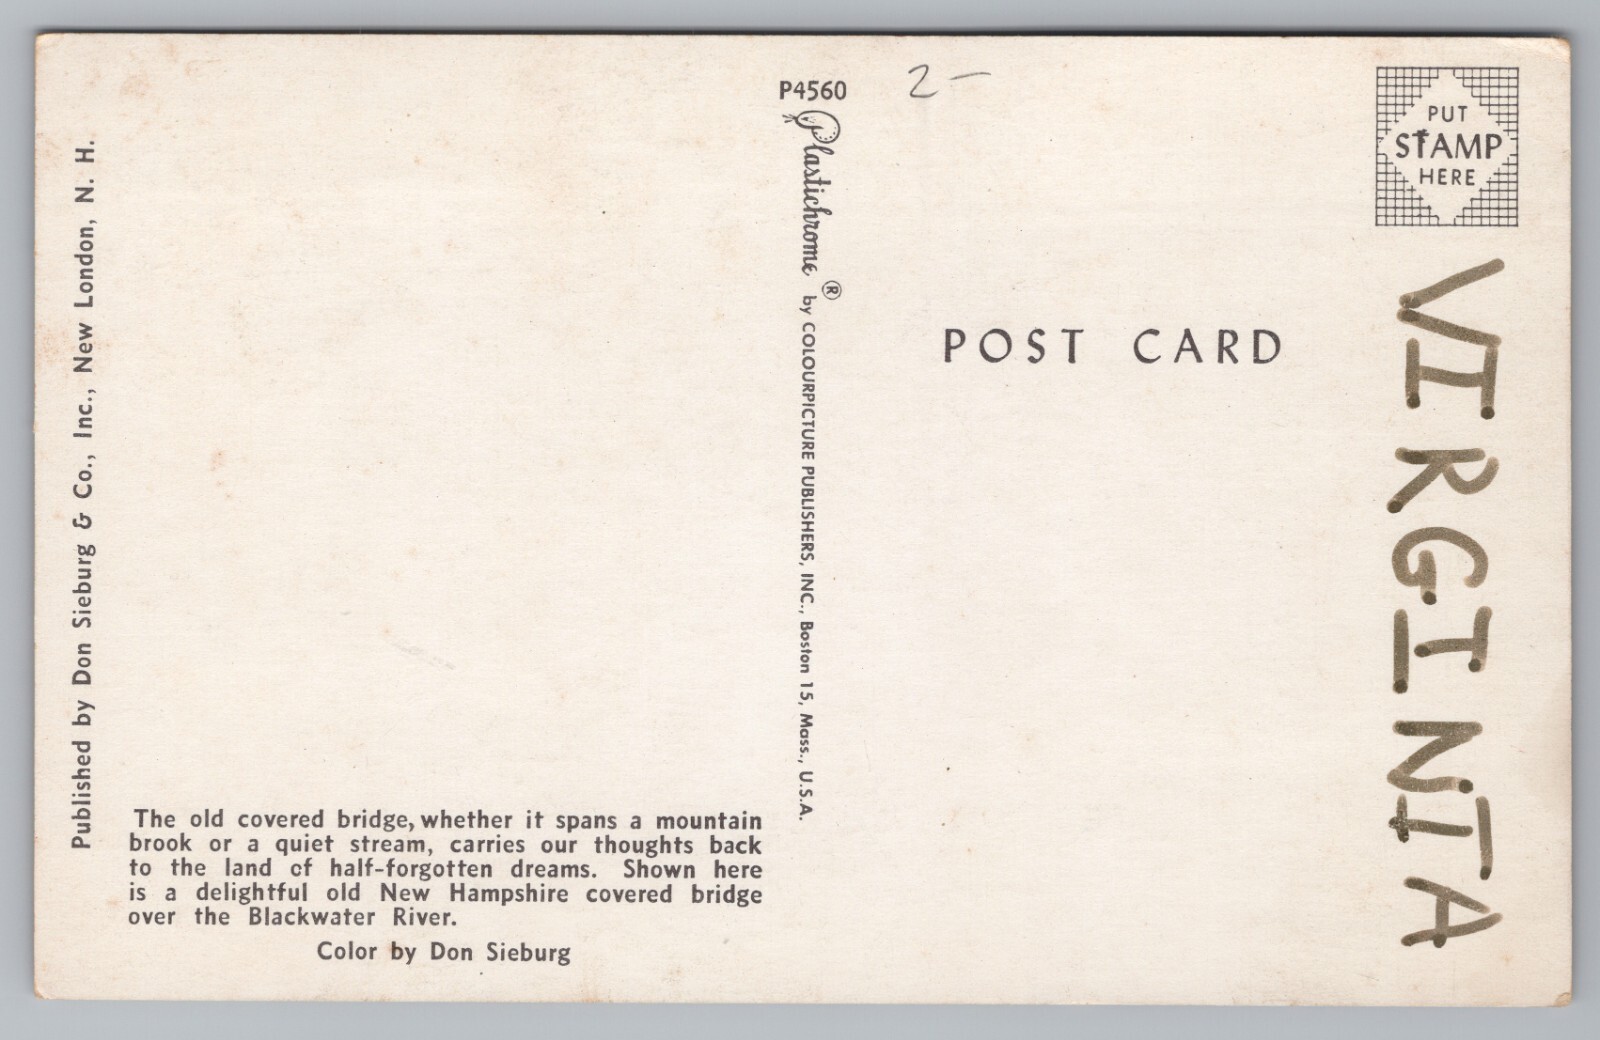 Published by Don Sieburg & Co., Inc., New London, N. H.
The old covered bridge, whether it spans a mountain
brook or a quiet stream, carries our thoughts back
to the land of half-forgotten dreams. Shown here
is a delightful old New Hampshire covered bridge
over the Blackwater River.
Color by Don Sieburg
P4560
Plastichrome ® by COLOURPICTURE PUBLISHERS, INC., Boston 15, Mass., U.S.A.
2-
POST CARD
PUT
STAMP
HERE
VIRGINIA